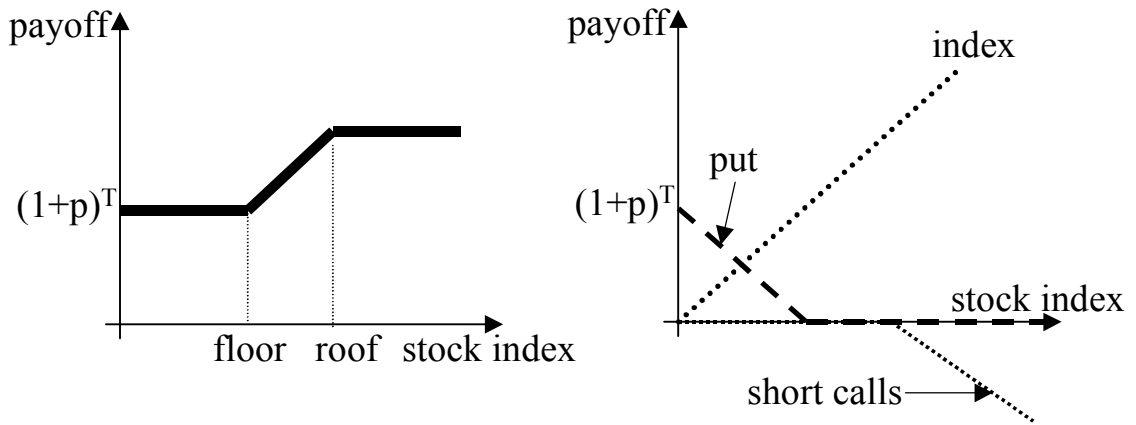 payoff
(1+p)^T
floor roof stock index
payoff
index
put
(1+p)^T
stock index
short calls